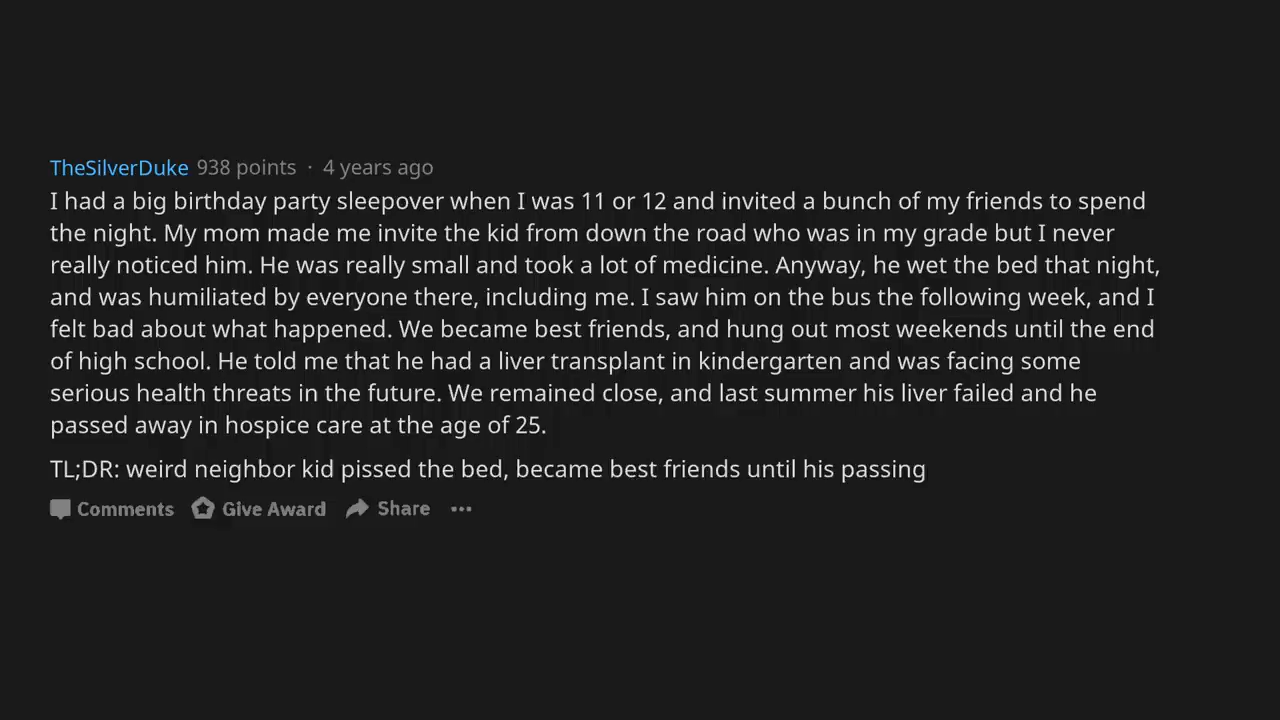 TheSilverDuke 938 points · 4 years ago
I had a big birthday party sleepover when I was 11 or 12 and invited a bunch of my friends to spend
the night. My mom made me invite the kid from down the road who was in my grade but I never
really noticed him. He was really small and took a lot of medicine. Anyway, he wet the bed that night,
and was humiliated by everyone there, including me. I saw him on the bus the following week, and I
felt bad about what happened. We became best friends, and hung out most weekends until the end
of high school. He told me that he had a liver transplant in kindergarten and was facing some
serious health threats in the future. We remained close, and last summer his liver failed and he
passed away in hospice care at the age of 25.
TL;DR: weird neighbor kid pissed the bed, became best friends until his passing
Comments Give Award Share ···